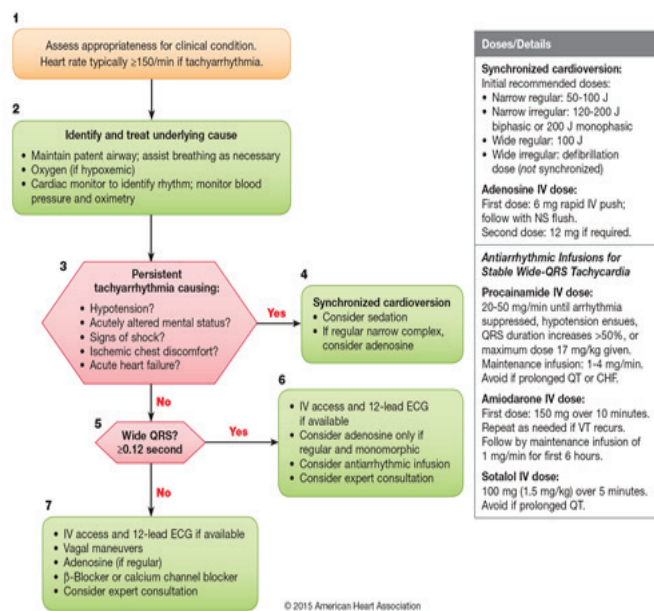 1
Assess appropriateness for clinical condition.
Heart rate typically ≥150/min if tachyarrhythmia.
2
Identify and treat underlying cause
• Maintain patent airway; assist breathing as necessary
• Oxygen (if hypoxemic)
• Cardiac monitor to identify rhythm; monitor blood
pressure and oximetry
3
Persistent
tachyarrhythmia causing:
• Hypotension?
• Acutely altered mental status?
• Signs of shock?
• Ischemic chest discomfort?
• Acute heart failure?
Yes
4
Synchronized cardioversion
• Consider sedation
• If regular narrow complex,
consider adenosine
No
5
Wide QRS?
≥0.12 second
Yes
6
• IV access and 12-lead ECG
if available
• Consider adenosine only if
regular and monomorphic
• Consider antiarrhythmic infusion
• Consider expert consultation
No
7
• IV access and 12-lead ECG if available
• Vagal maneuvers
• Adenosine (if regular)
• β-Blocker or calcium channel blocker
• Consider expert consultation
Doses/Details
Synchronized cardioversion:
Initial recommended doses:
• Narrow regular: 50-100 J
• Narrow irregular: 120-200 J
biphasic or 200 J monophasic
• Wide regular: 100 J
• Wide irregular: defibrillation
dose (not synchronized)
Adenosine IV dose:
First dose: 6 mg rapid IV push;
follow with NS flush.
Second dose: 12 mg if required.
Antiarrhythmic Infusions for
Stable Wide-QRS Tachycardia
Procainamide IV dose:
20-50 mg/min until arrhythmia
suppressed, hypotension ensues,
QRS duration increases >50%, or
maximum dose 17 mg/kg given.
Maintenance infusion: 1-4 mg/min.
Avoid if prolonged QT or CHF.
Amiodarone IV dose:
First dose: 150 mg over 10 minutes.
Repeat as needed if VT recurs.
Follow by maintenance infusion of
1 mg/min for first 6 hours.
Sotalol IV dose:
100 mg (1.5 mg/kg) over 5 minutes.
Avoid if prolonged QT.
© 2015 American Heart Association